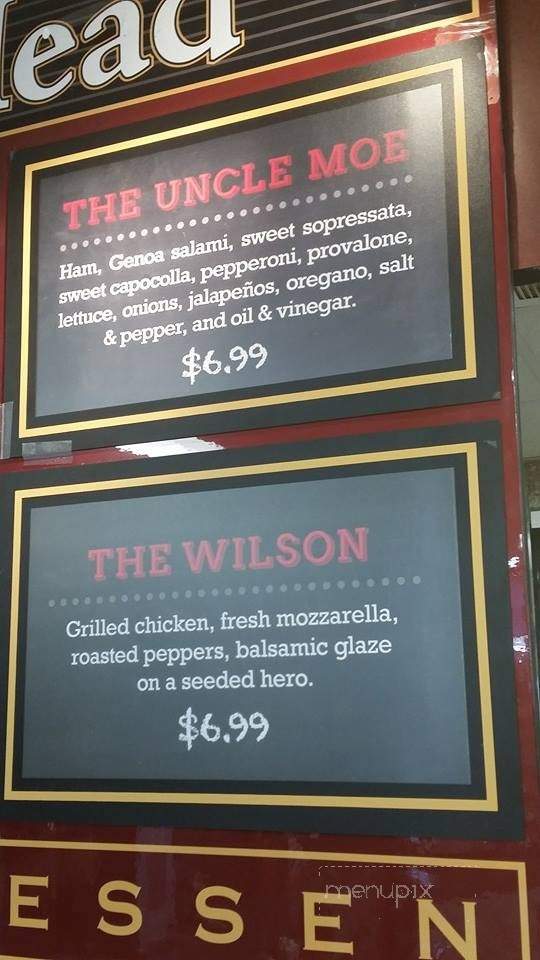 ead
THE UNCLE MOE
Ham, Genoa salami, sweet sopressata,
sweet capocolla, pepperoni, provalone,
lettuce, onions, jalapeños, oregano, salt
& pepper, and oil & vinegar.
$6.99
THE WILSON
Grilled chicken, fresh mozzarella,
roasted peppers, balsamic glaze
on a seeded hero.
$6.99
menupix
ESSEN